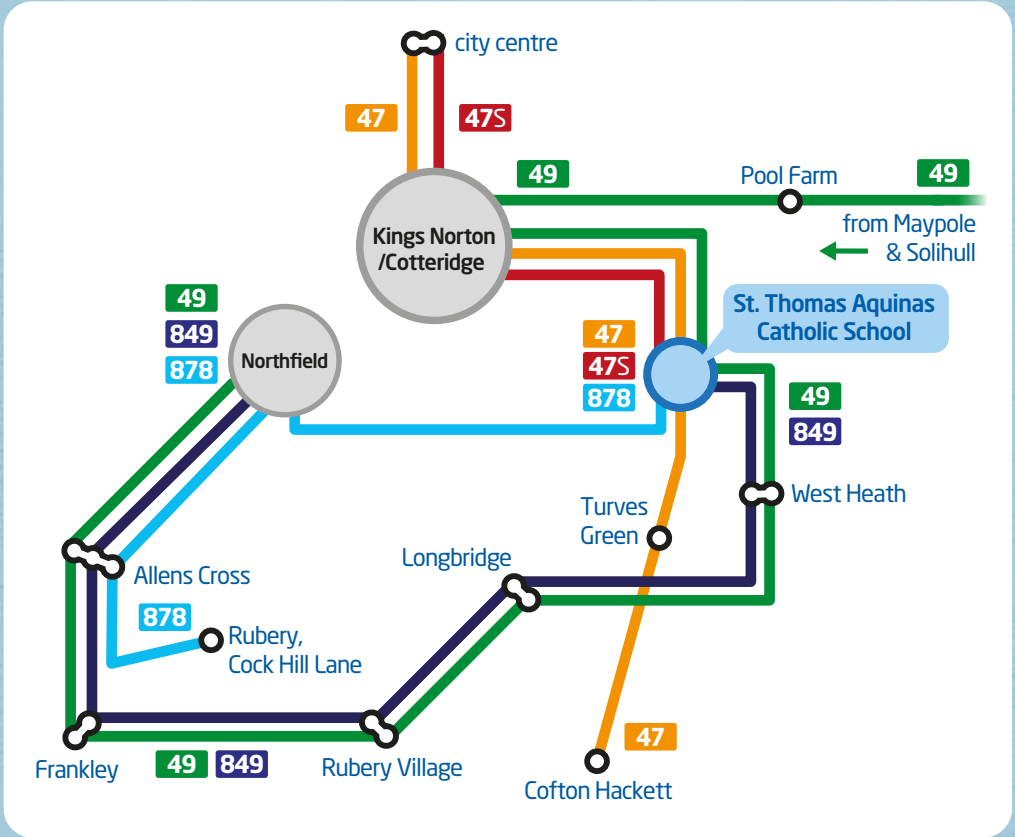 city centre
47
47S
49
Pool Farm
49
from Maypole
& Solihull
Kings Norton
/Cotteridge
49
849
878
Northfield
47
47S
878
St. Thomas Aquinas
Catholic School
49
849
West Heath
Turves
Green
Longbridge
Allens Cross
878
Rubery,
Cock Hill Lane
Frankley
49
849
Rubery Village
47
Cofton Hackett